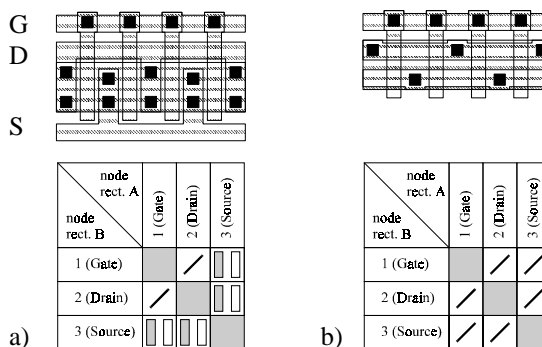 G
D
S
node
rect. A
node
rect. B
1 (Gate)
2 (Drain)
3 (Source)
1 (Gate)
2 (Drain)
3 (Source)
a)
node
rect. A
node
rect. B
1 (Gate)
2 (Drain)
3 (Source)
1 (Gate)
2 (Drain)
3 (Source)
b)